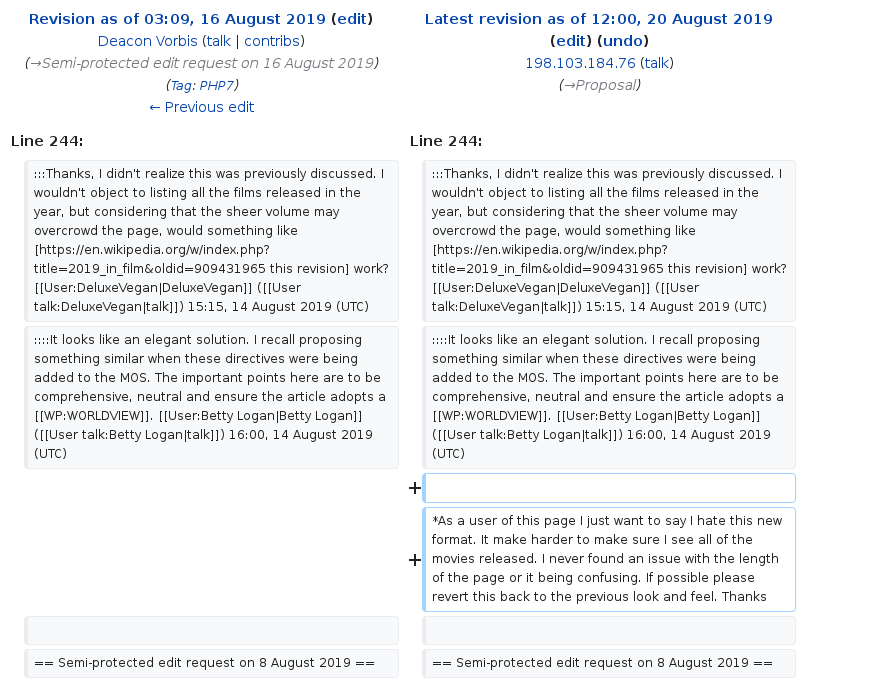 Revision as of 03:09, 16 August 2019 (edit)
Deacon Vorbis (talk | contribs)
(→Semi-protected edit request on 16 August 2019)
(Tag: PHP7)
← Previous edit
Latest revision as of 12:00, 20 August 2019
(edit) (undo)
198.103.184.76 (talk)
(→Proposal)
Line 244:
Line 244:
:::Thanks, I didn't realize this was previously discussed. I
wouldn't object to listing all the films released in the
year, but considering that the sheer volume may
overcrowd the page, would something like
[https://en.wikipedia.org/w/index.php?
title=2019_in_film&oldid=909431965 this revision] work?
[[User:DeluxeVegan|DeluxeVegan]] ([[User
talk:DeluxeVegan|talk]]) 15:15, 14 August 2019 (UTC)
:::Thanks, I didn't realize this was previously discussed. I
wouldn't object to listing all the films released in the
year, but considering that the sheer volume may
overcrowd the page, would something like
[https://en.wikipedia.org/w/index.php?
title=2019_in_film&oldid=909431965 this revision] work?
[[User:DeluxeVegan|DeluxeVegan]] ([[User
talk:DeluxeVegan|talk]]) 15:15, 14 August 2019 (UTC)
::::It looks like an elegant solution. I recall proposing
something similar when these directives were being
added to the MOS. The important points here are to be
comprehensive, neutral and ensure the article adopts a
[[WP:WORLDVIEW]]. [[User:Betty Logan|Betty Logan]]
([[User talk:Betty Logan|talk]]) 16:00, 14 August 2019
(UTC)
::::It looks like an elegant solution. I recall proposing
something similar when these directives were being
added to the MOS. The important points here are to be
comprehensive, neutral and ensure the article adopts a
[[WP:WORLDVIEW]]. [[User:Betty Logan|Betty Logan]]
([[User talk:Betty Logan|talk]]) 16:00, 14 August 2019
(UTC)
+
+
*As a user of this page I just want to say I hate this new
format. It make harder to make sure I see all of the
movies released. I never found an issue with the length
of the page or it being confusing. If possible please
revert this back to the previous look and feel. Thanks
== Semi-protected edit request on 8 August 2019 ==
== Semi-protected edit request on 8 August 2019 ==